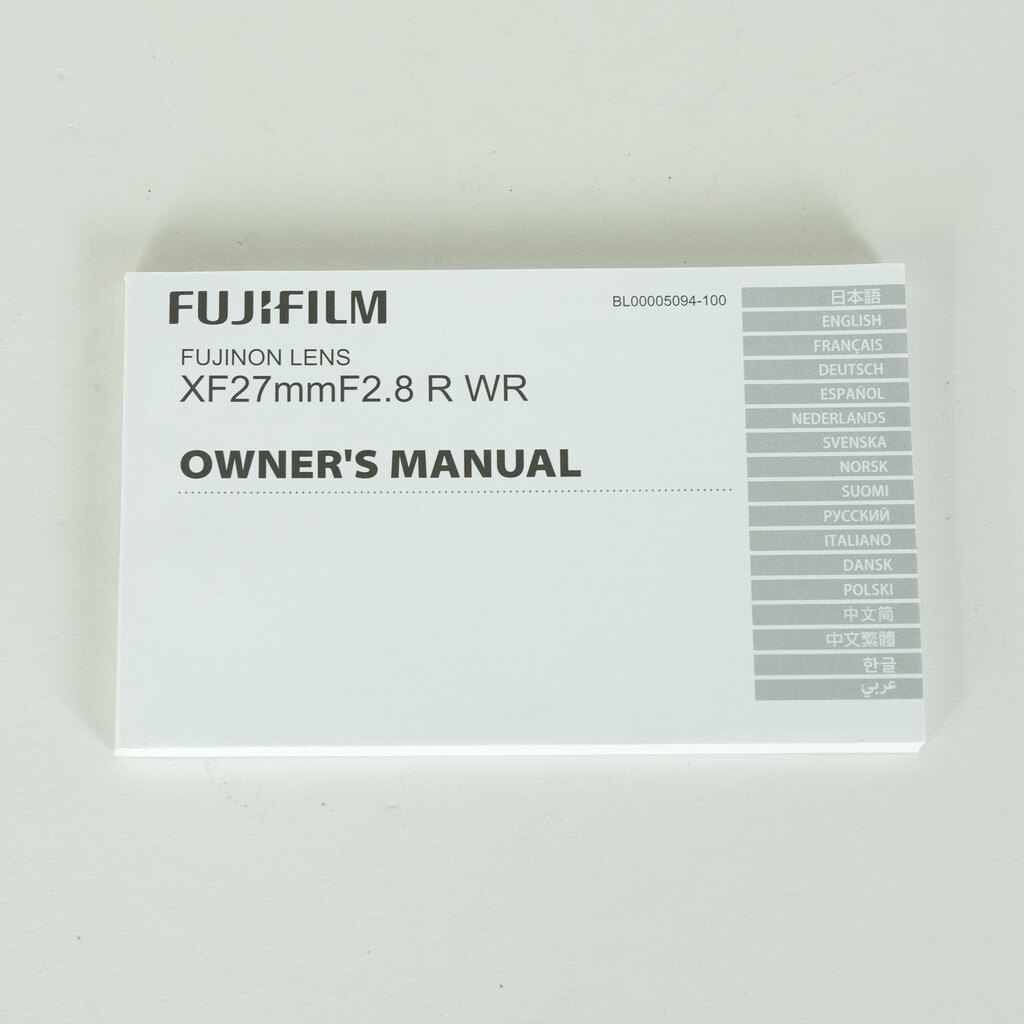 FUJIFILM
BL00005094-100
FUJINON LENS
XF27mmF2.8 R WR
OWNER'S MANUAL
日本語
ENGLISH
FRANÇAIS
DEUTSCH
ESPAÑOL
NEDERLANDS
SVENSKA
NORSK
SUOMI
РУССКИЙ
ITALIANO
DANSK
POLSKI
中文简
中文繁體
한글
عربي